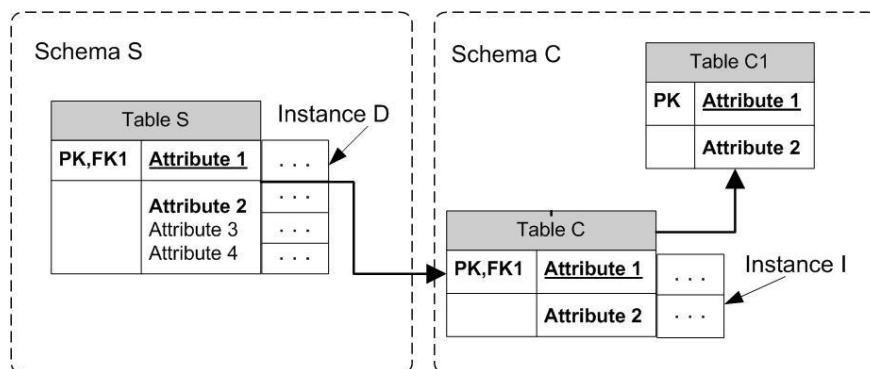 Schema S
Table S
Instance D
PK,FK1 Attribute 1 . . .
Attribute 2 . . .
Attribute 3 . . .
Attribute 4 . . .
Schema C
Table C1
PK Attribute 1
Attribute 2
Table C
Instance I
PK,FK1 Attribute 1 . . .
Attribute 2 . . .